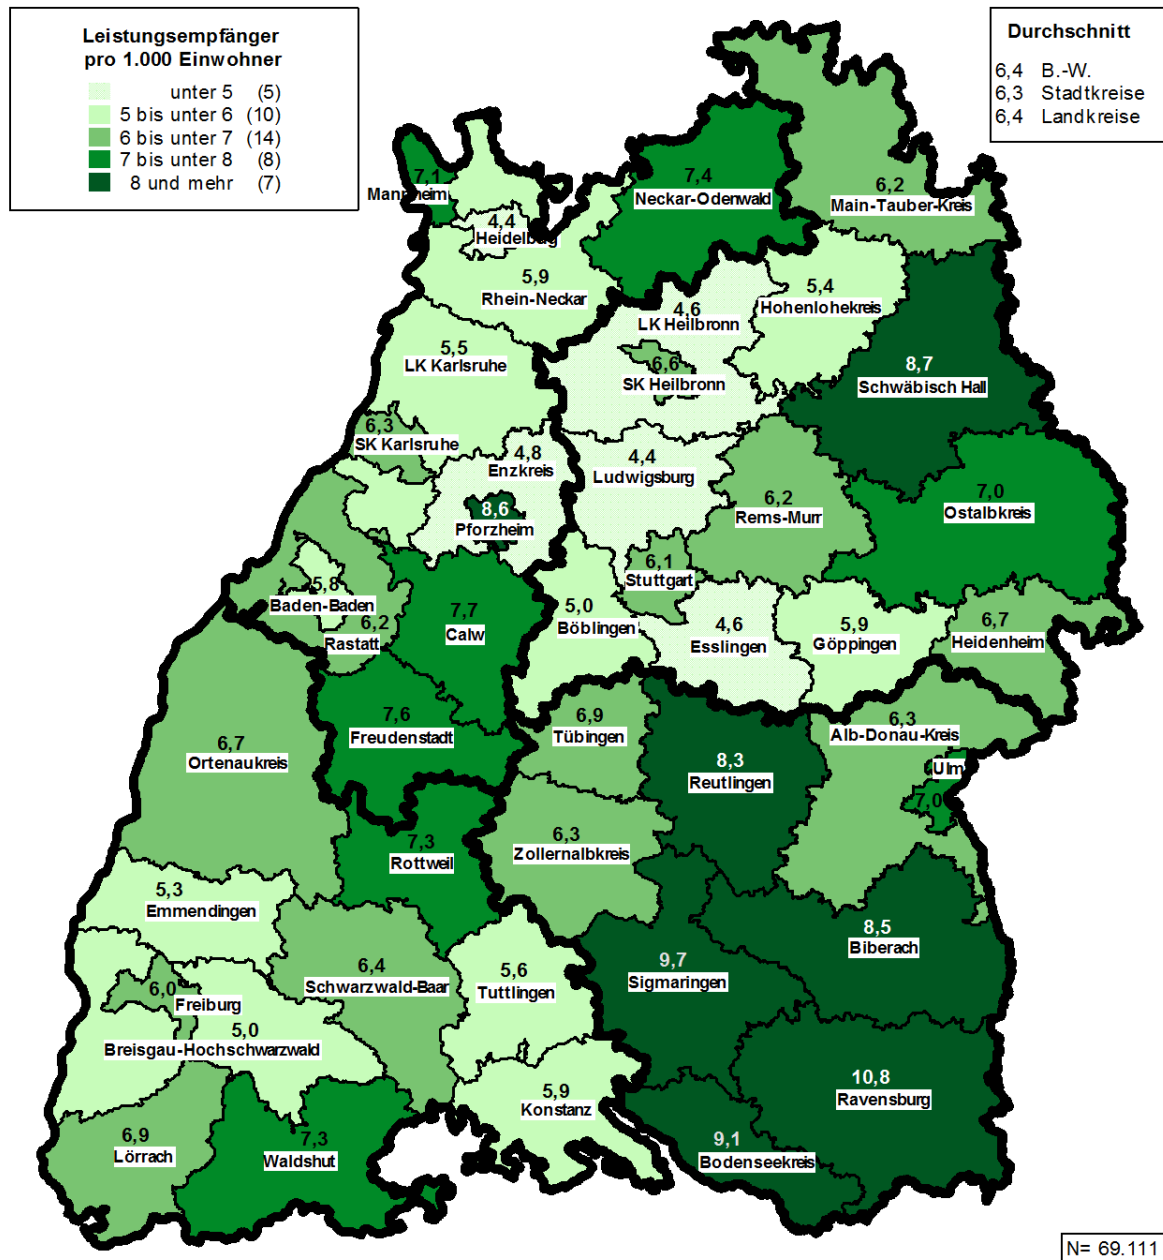 Leistungsempfänger
pro 1.000 Einwohner
unter 5 (5)
5 bis unter 6 (10)
6 bis unter 7 (14)
7 bis unter 8 (8)
8 und mehr (7)
Durchschnitt
6,4 B.-W.
6,3 Stadtkreise
6,4 Landkreise
7,1
Mannheim
7,4
Neckar-Odenwald
6,2
Main-Tauber-Kreis
4,4
Heidelbug
5,9
Rhein-Neckar
4,6
LK Heilbronn
5,4
Hohenlohekreis
5,5
LK Karlsruhe
6,6
SK Heilbronn
8,7
Schwäbisch Hall
6,3
SK Karlsruhe
4,8
Enzkreis
4,4
Ludwigsburg
6,2
Rems-Murr
7,0
Ostalbkreis
8,6
Pforzheim
5,8
Baden-Baden
6,2
Rastatt
7,7
Calw
6,1
Stuttgart
5,0
Böblingen
4,6
Esslingen
5,9
Göppingen
6,7
Heidenheim
7,6
Freudenstadt
6,9
Tübingen
6,3
Alb-Donau-Kreis
6,7
Ortenaukreis
8,3
Reutlingen
Ulm
7,0
7,3
Rottweil
6,3
Zollernalbkreis
5,3
Emmendingen
8,5
Biberach
6,4
Schwarzwald-Baar
5,6
Tuttlingen
9,7
Sigmaringen
6,0
Freiburg
5,0
Breisgau-Hochschwarzwald
5,9
Konstanz
10,8
Ravensburg
6,9
Lörrach
7,3
Waldshut
9,1
Bodenseekreis
N= 69.111